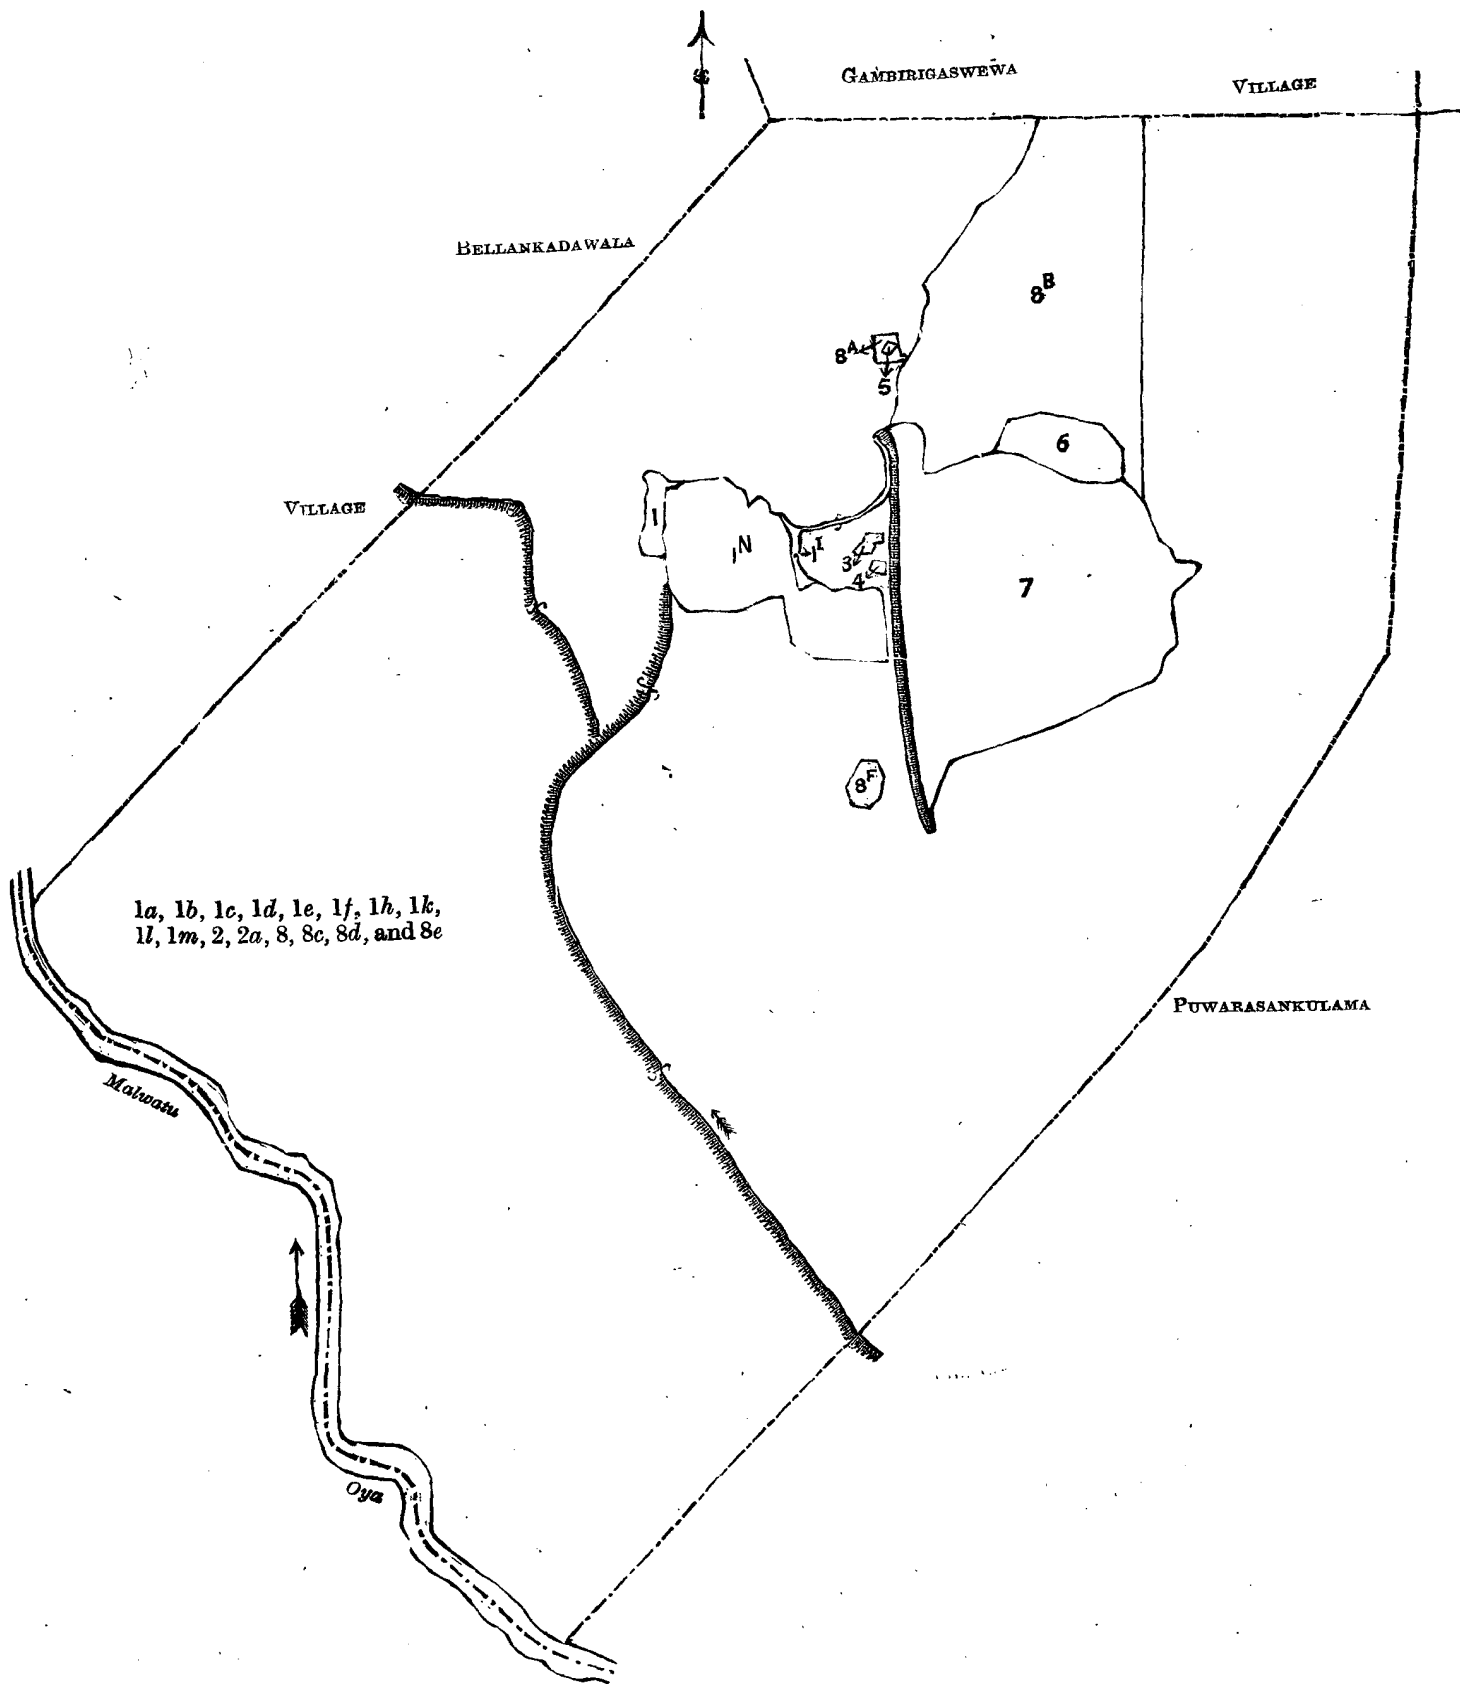 GAMBIRIGASWEWA VILLAGE
BELLANKADAWALA
8B
8A
5
6
VILLAGE
1
1N
1I
3
4
7
8F
1a, 1b, 1c, 1d, 1e, 1f, 1h, 1k,
1l, 1m, 2, 2a, 8, 8c, 8d, and 8e
PUWARASANKULAMA
Malwatu
Oya